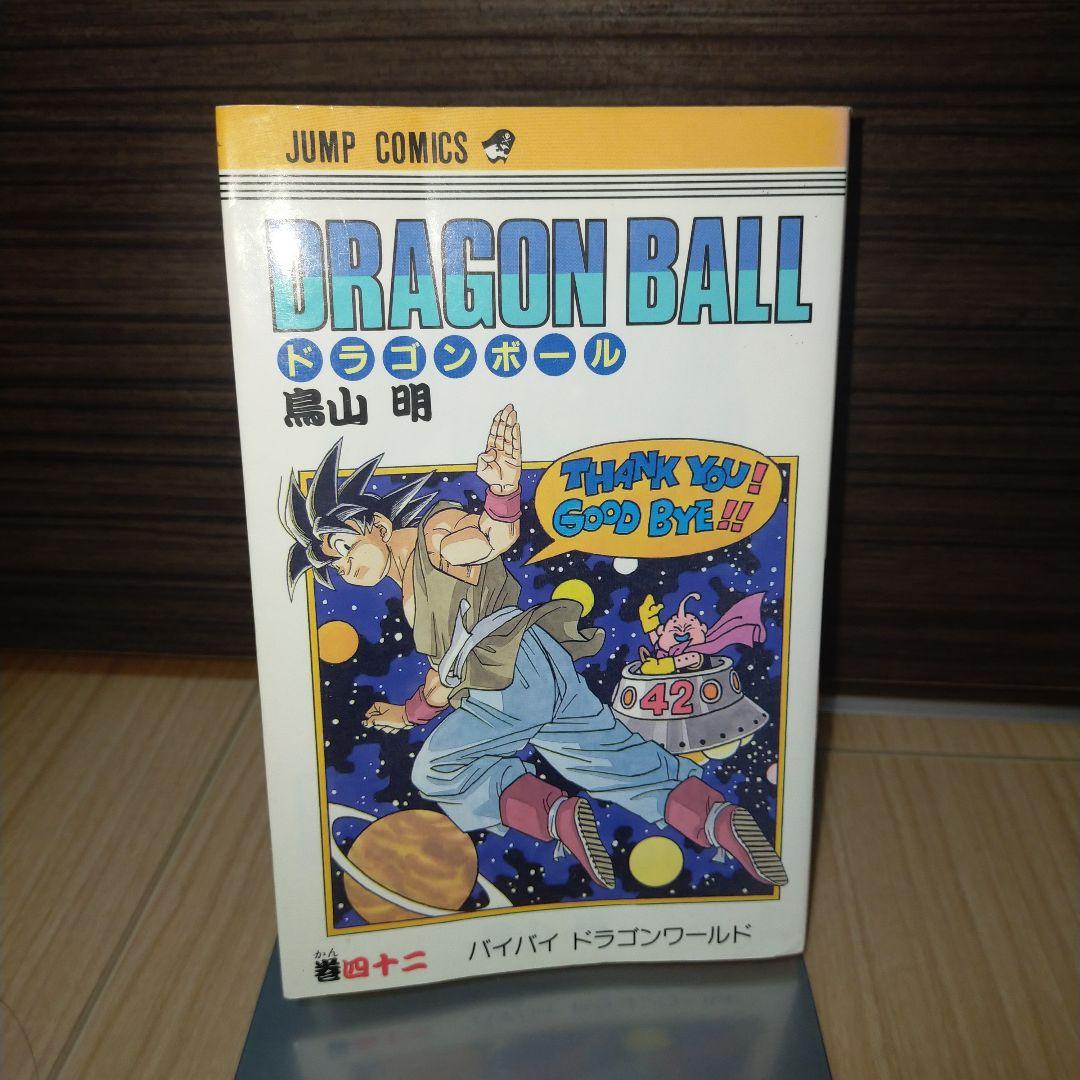 JUMP COMICS
DRAGON BALL
ドラゴンボール
鳥山 明
THANK YOU!
GOOD BYE!!
42
かん
巻四十二 バイバイ ドラゴンワールド